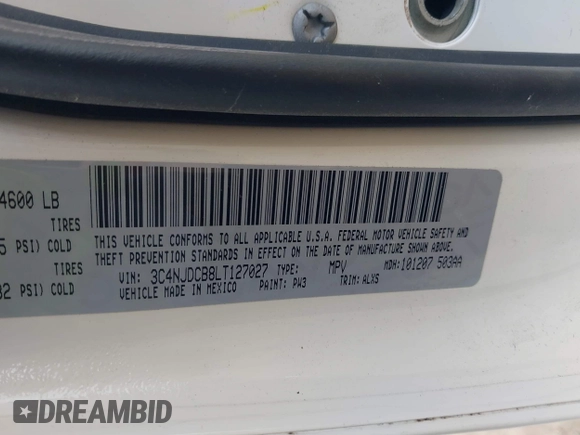 4600 LB
TIRES
5 PSI) COLD
TIRES
32 PSI) COLD
THIS VEHICLE CONFORMS TO ALL APPLICABLE U.S.A. FEDERAL MOTOR VEHICLE SAFETY AND
THEFT PREVENTION STANDARDS IN EFFECT ON THE DATE OF MANUFACTURE SHOWN ABOVE.
VIN: 3C4NJDCB8LT127027 TYPE: MPV MDH: 101207 503AA
VEHICLE MADE IN MEXICO PAINT: PW3 TRIM: ALXS
DREAMBID